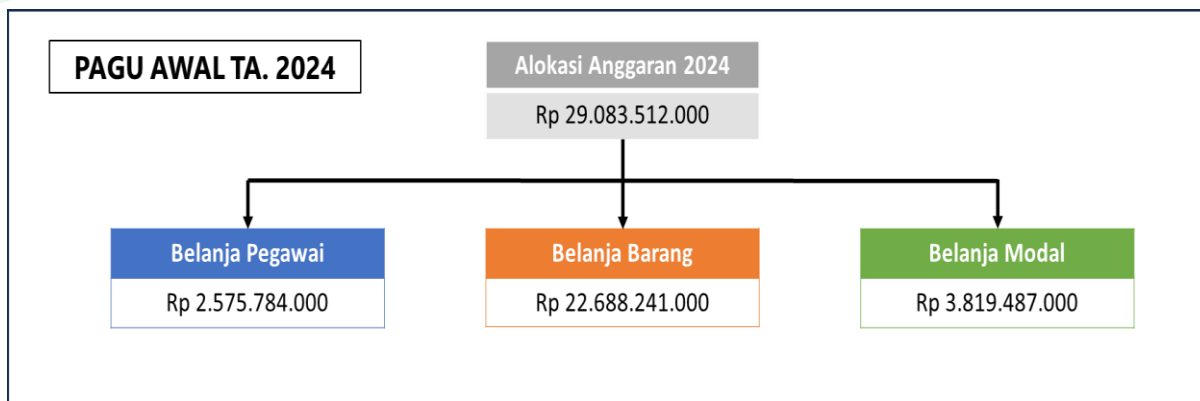 PAGU AWAL TA. 2024
Alokasi Anggaran 2024
Rp 29.083.512.000
Belanja Pegawai
Rp 2.575.784.000
Belanja Barang
Rp 22.688.241.000
Belanja Modal
Rp 3.819.487.000